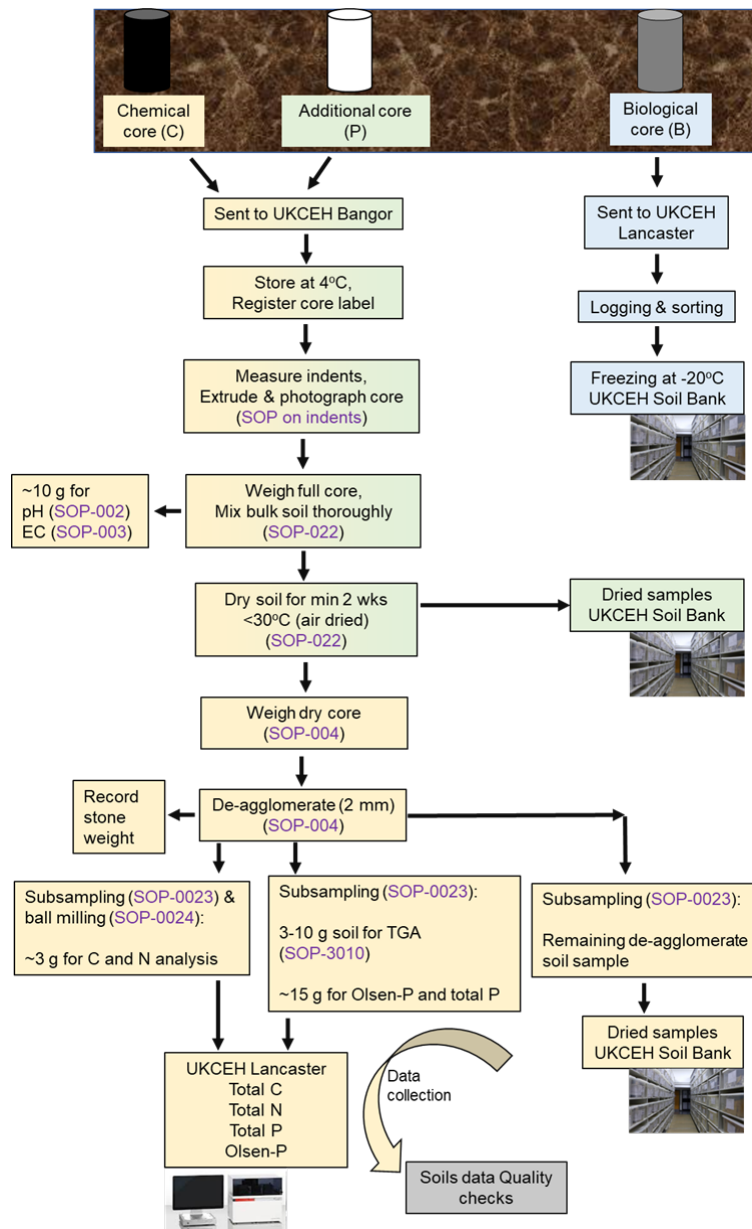 Chemical
core (C)
Additional core
(P)
Biological
core (B)
Sent to UKCEH Bangor
Sent to UKCEH
Lancaster
Store at 4°C,
Register core label
Logging & sorting
Measure indents,
Extrude & photograph core
(SOP on indents)
Freezing at -20°C
UKCEH Soil Bank
~10 g for
pH (SOP-002)
EC (SOP-003)
Weigh full core,
Mix bulk soil thoroughly
(SOP-022)
Dry soil for min 2 wks
<30°C (air dried)
(SOP-022)
Dried samples
UKCEH Soil Bank
Weigh dry core
(SOP-004)
Record
stone
weight
De-agglomerate (2 mm)
(SOP-004)
Subsampling (SOP-0023) &
ball milling (SOP-0024):
~3 g for C and N analysis
Subsampling (SOP-0023):
3-10 g soil for TGA
(SOP-3010)
~15 g for Olsen-P and total P
Subsampling (SOP-0023):
Remaining de-agglomerate
soil sample
Dried samples
UKCEH Soil Bank
UKCEH Lancaster
Total C
Total N
Total P
Olsen-P
Data
collection
Soils data Quality
checks